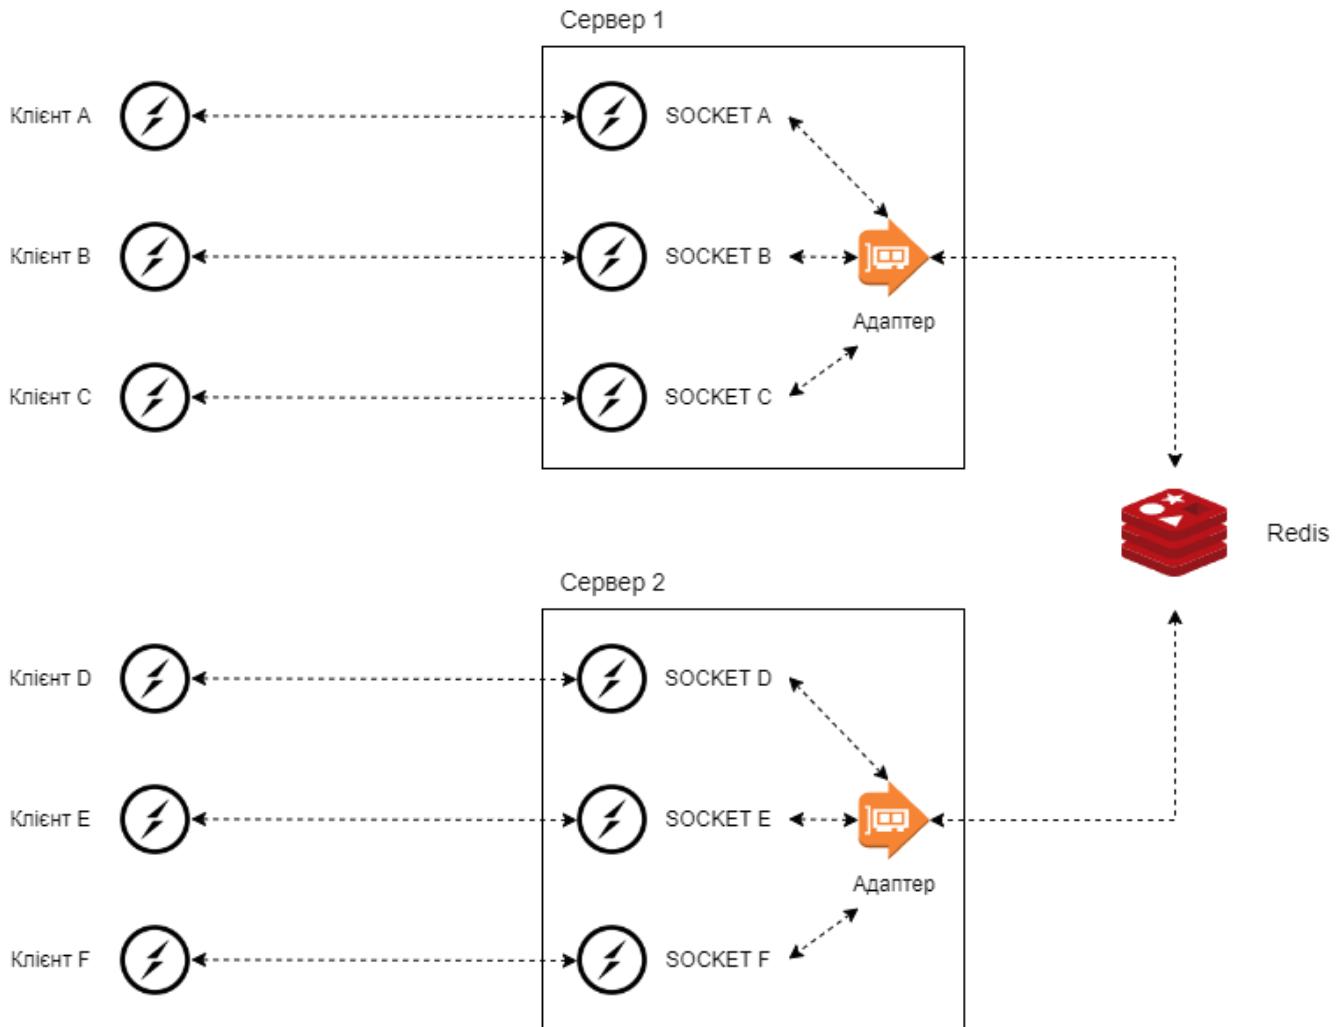 Сервер 1
Клієнт A
SOCKET A
Клієнт B
SOCKET B
Адаптер
Клієнт C
SOCKET C
Redis
Сервер 2
Клієнт D
SOCKET D
Клієнт E
SOCKET E
Адаптер
Клієнт F
SOCKET F